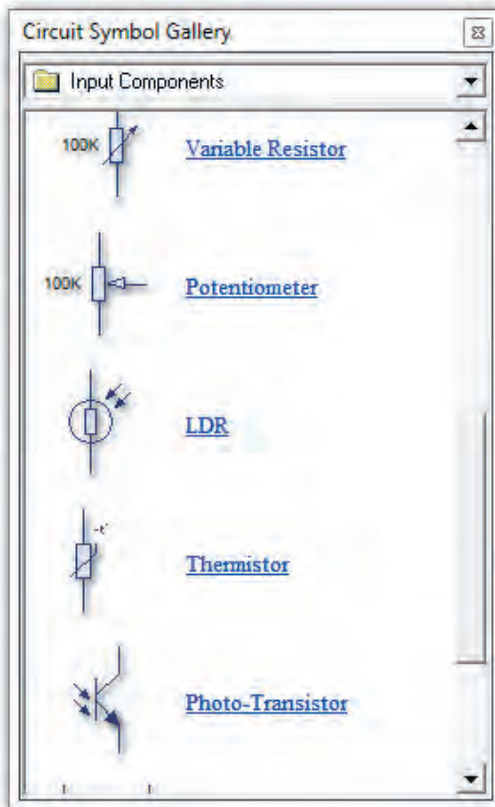 Circuit Symbol Gallery
Input Components
100K Variable Resistor
100K Potentiometer
LDR
-t° Thermistor
Photo-Transistor